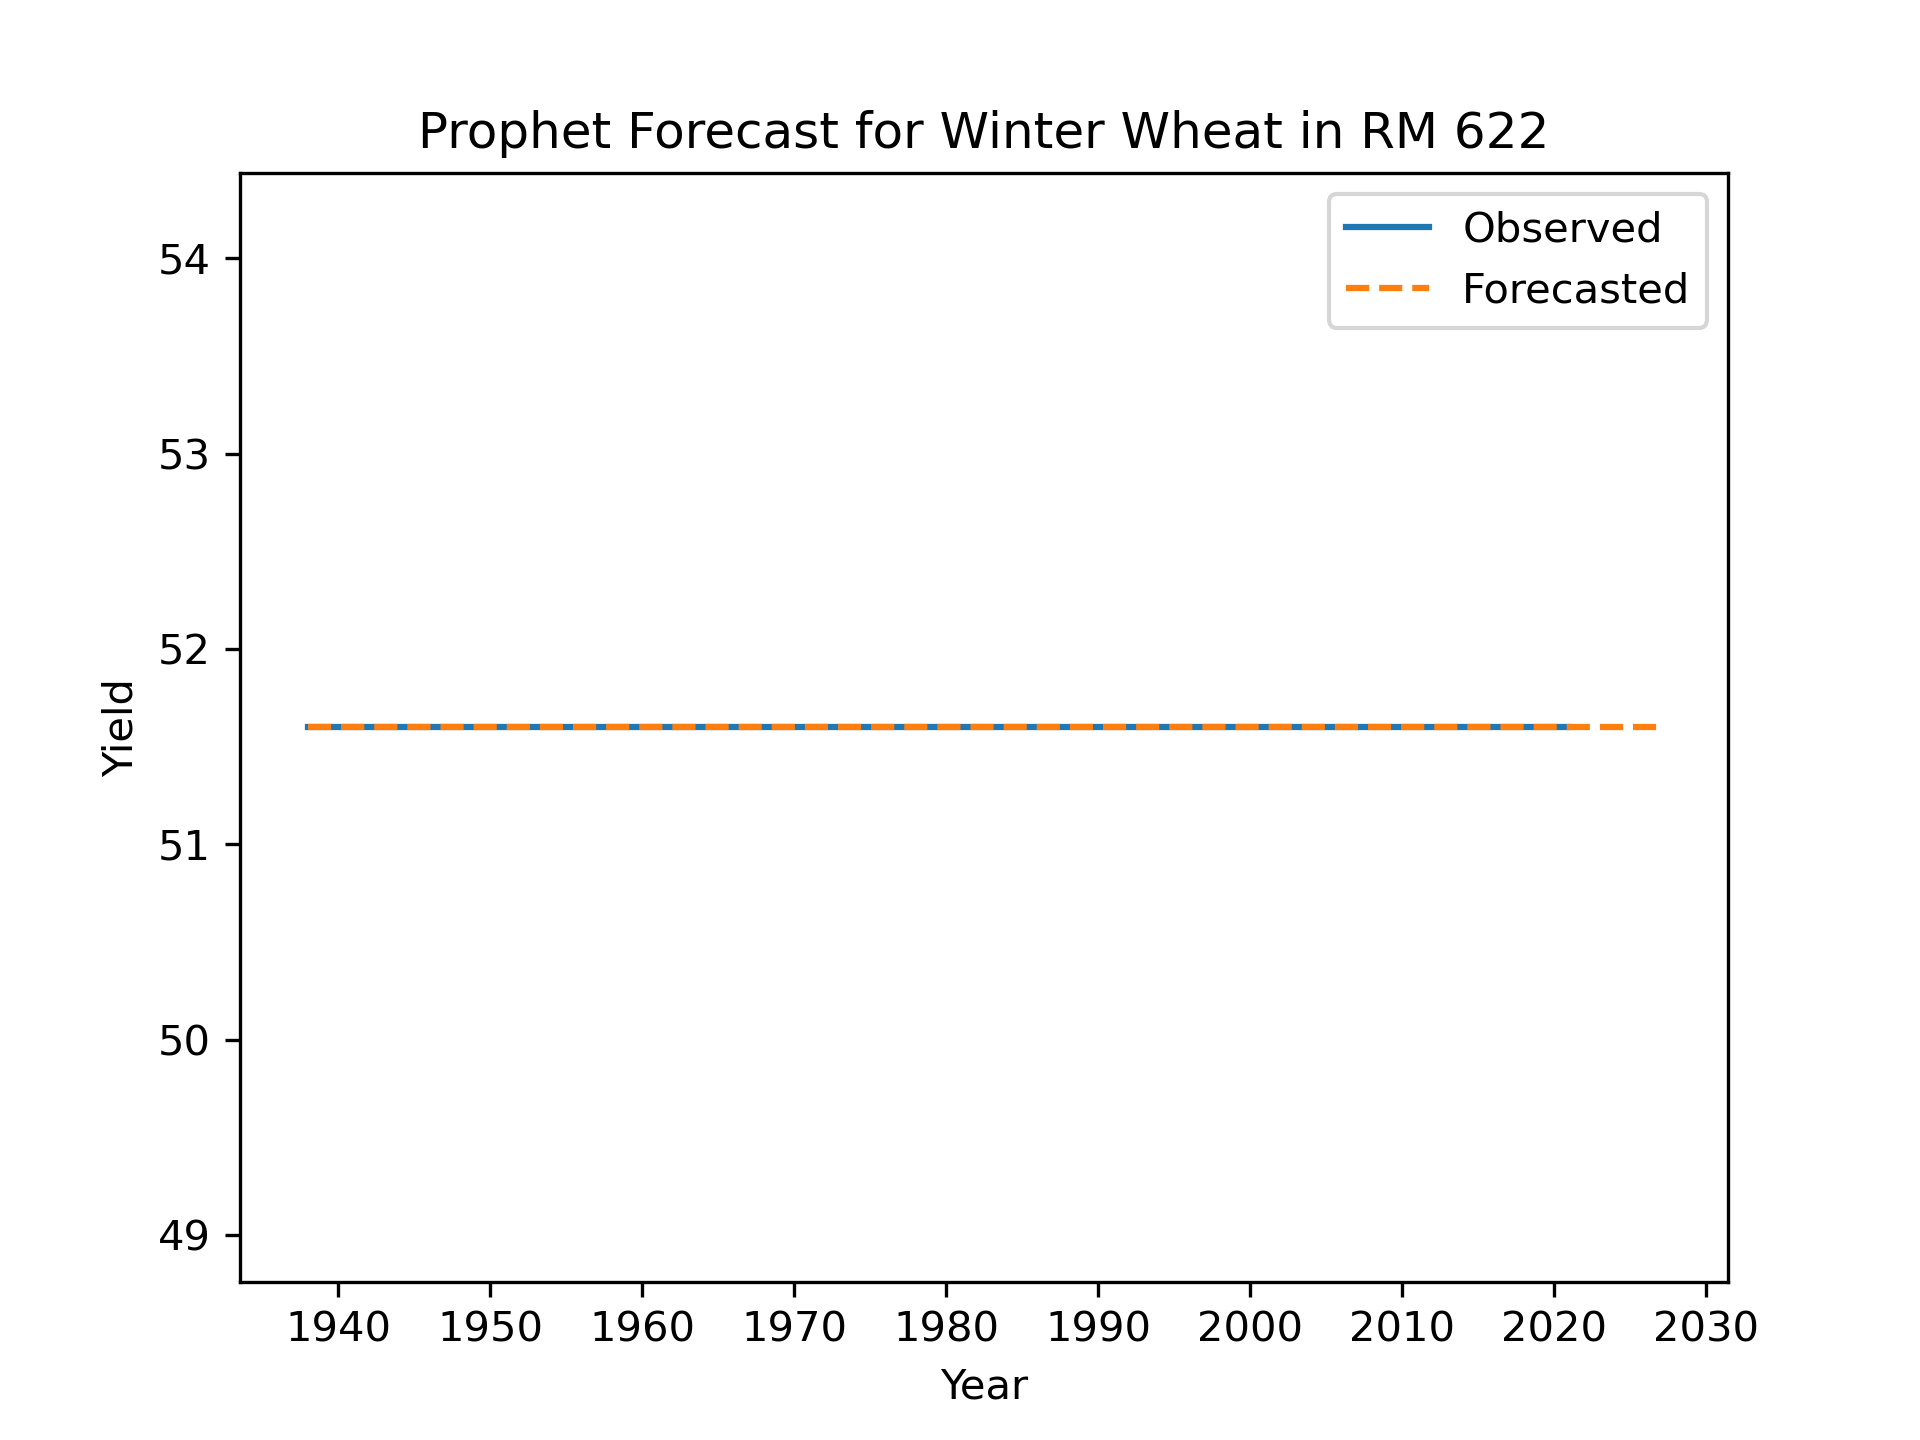 Prophet Forecast for Winter Wheat in RM 622
Observed
Forecasted
54
53
52
51
50
49
Yield
1940 1950 1960 1970 1980 1990 2000 2010 2020 2030
Year